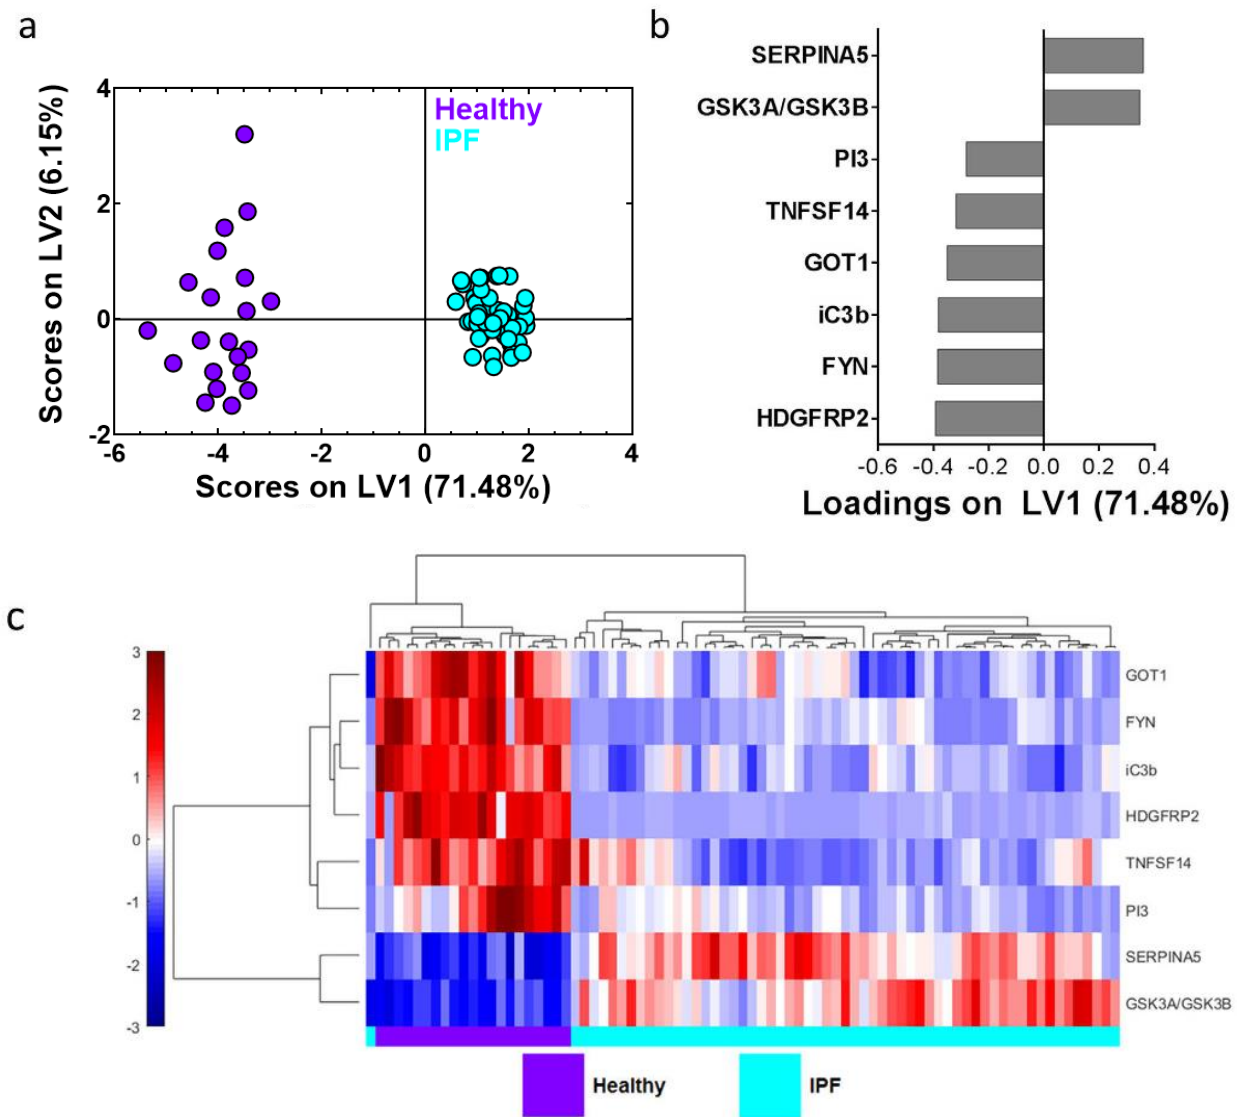 a
4
2
0
-2
-6
-4
-2
0
2
4
Scores on LV2 (6.15%)
Scores on LV1 (71.48%)
Healthy
IPF
b
SERPINA5
GSK3A/GSK3B
PI3
TNFSF14
GOT1
iC3b
FYN
HDGFRP2
-0.6 -0.4 -0.2 0.0 0.2 0.4
Loadings on LV1 (71.48%)
c
3
2
1
0
-1
-2
-3
GOT1
FYN
iC3b
HDGFRP2
TNFSF14
PI3
SERPINA5
GSK3A/GSK3B
Healthy
IPF